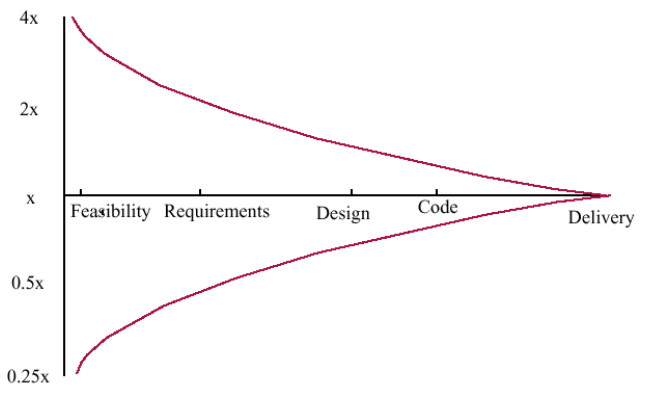 4x
2x
x
Feasibility Requirements Design Code Delivery
0.5x
0.25x